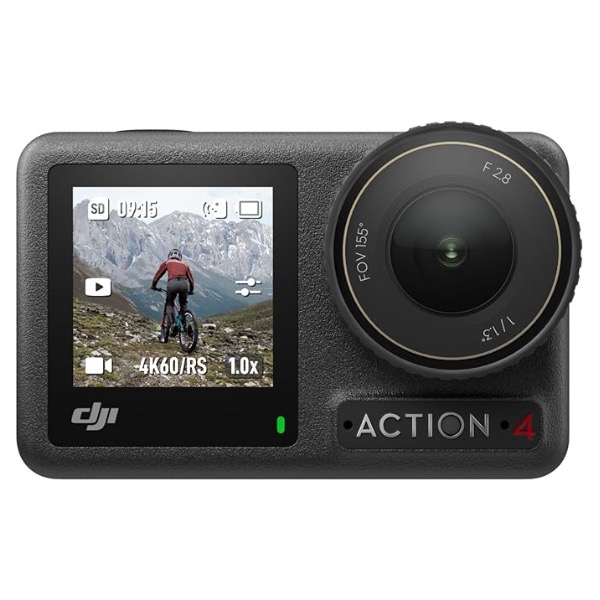 SD 09:15
4K60/RS 1.0x
dji
FOV 155°
F 2.8
1/1.3"
ACTION 4